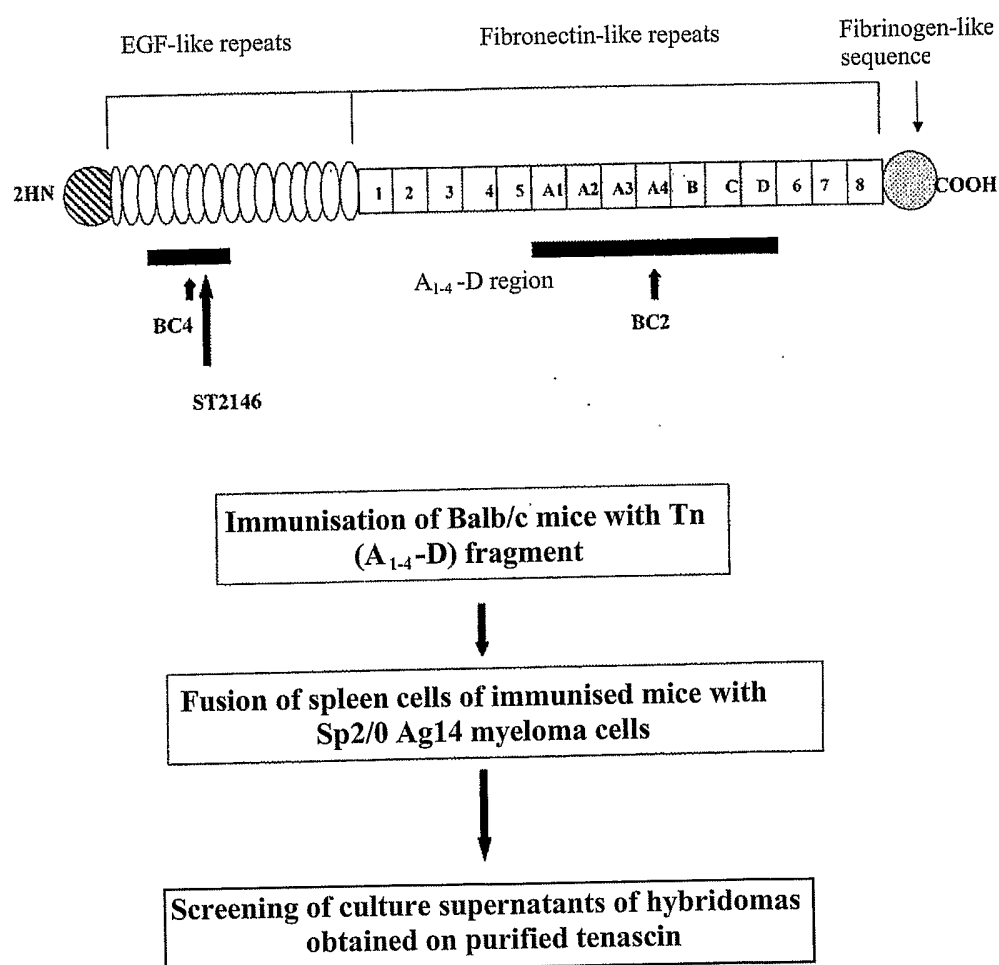 EGF-like repeats
Fibronectin-like repeats
Fibrinogen-like
sequence
2HN
1 2 3 4 5 A1 A2 A3 A4 B C D 6 7 8
COOH
A1-4 -D region
BC4
BC2
ST2146
Immunisation of Balb/c mice with Tn
(A1-4-D) fragment
Fusion of spleen cells of immunised mice with
Sp2/0 Ag14 myeloma cells
Screening of culture supernatants of hybridomas
obtained on purified tenascin